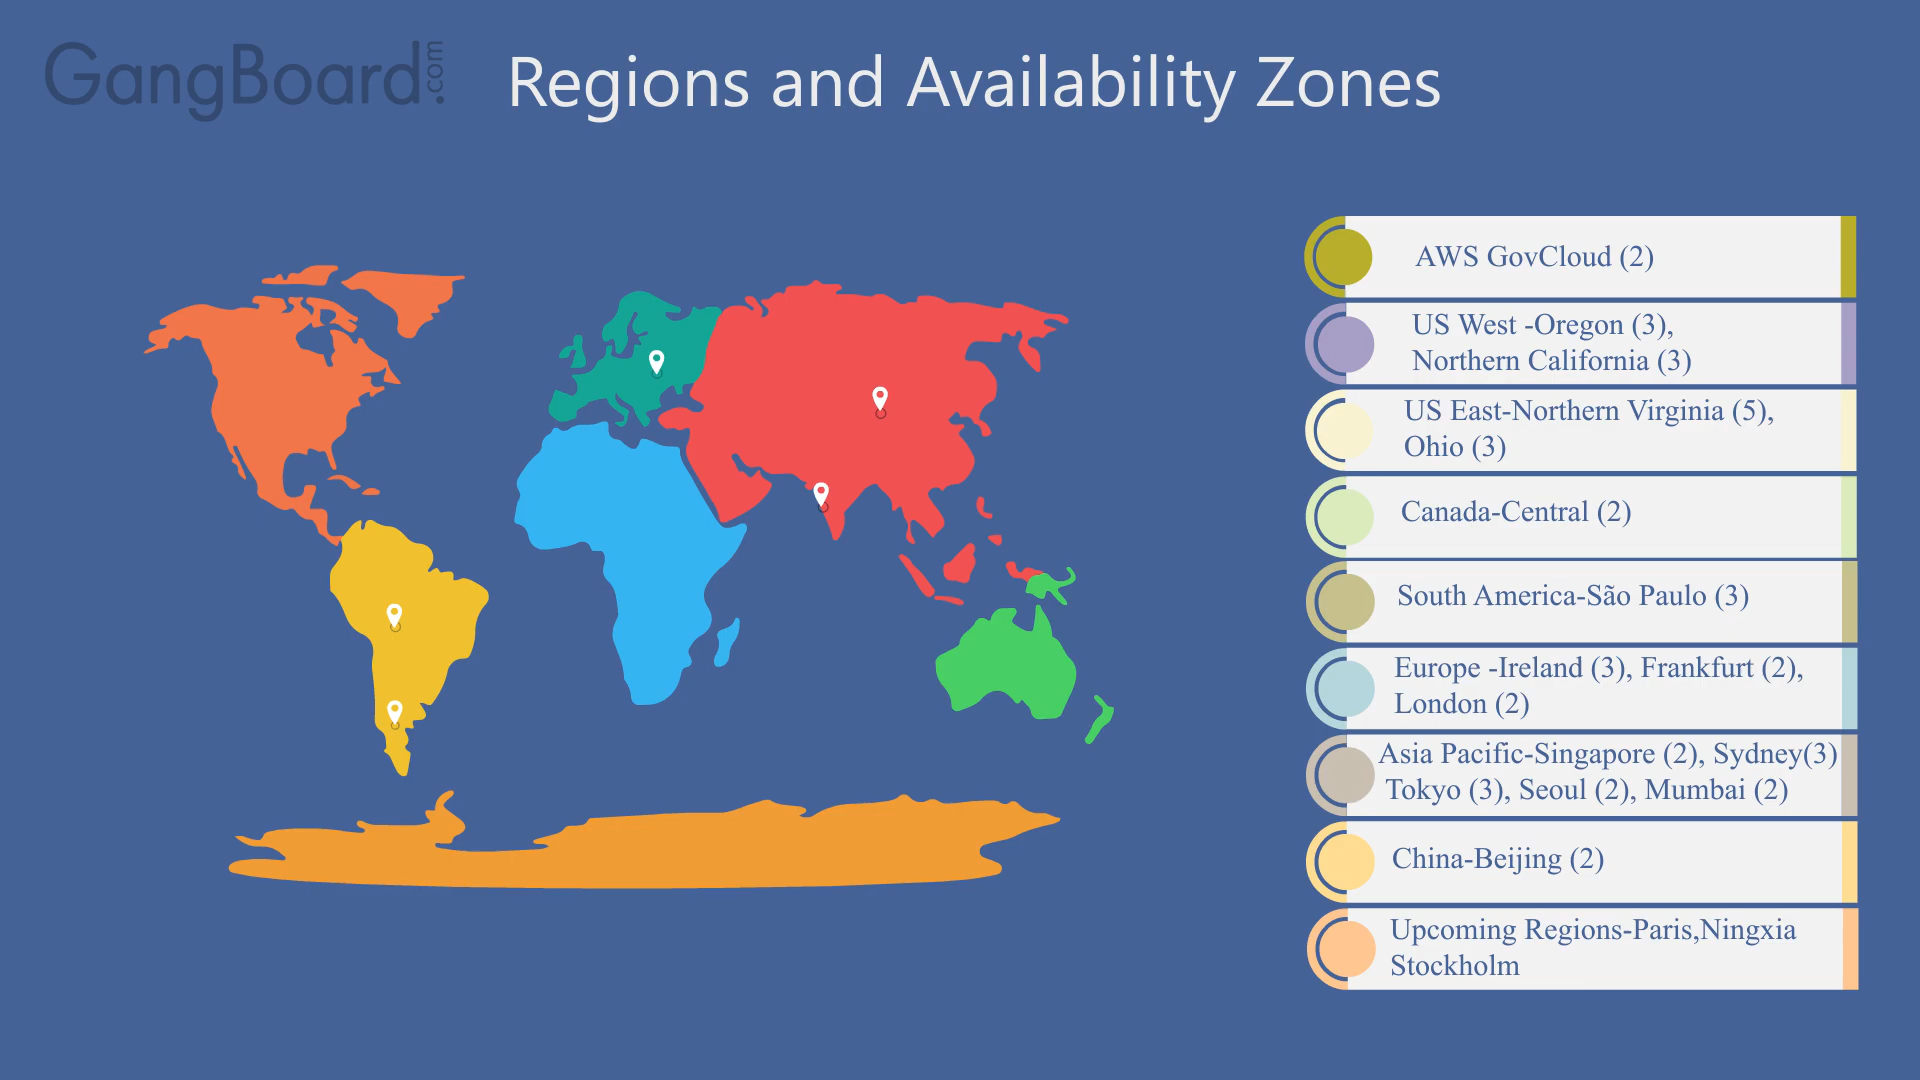 GangBoard.com
Regions and Availability Zones
AWS GovCloud (2)
US West -Oregon (3),
Northern California (3)
US East-Northern Virginia (5),
Ohio (3)
Canada-Central (2)
South America-São Paulo (3)
Europe -Ireland (3), Frankfurt (2),
London (2)
Asia Pacific-Singapore (2), Sydney(3)
Tokyo (3), Seoul (2), Mumbai (2)
China-Beijing (2)
Upcoming Regions-Paris,Ningxia
Stockholm